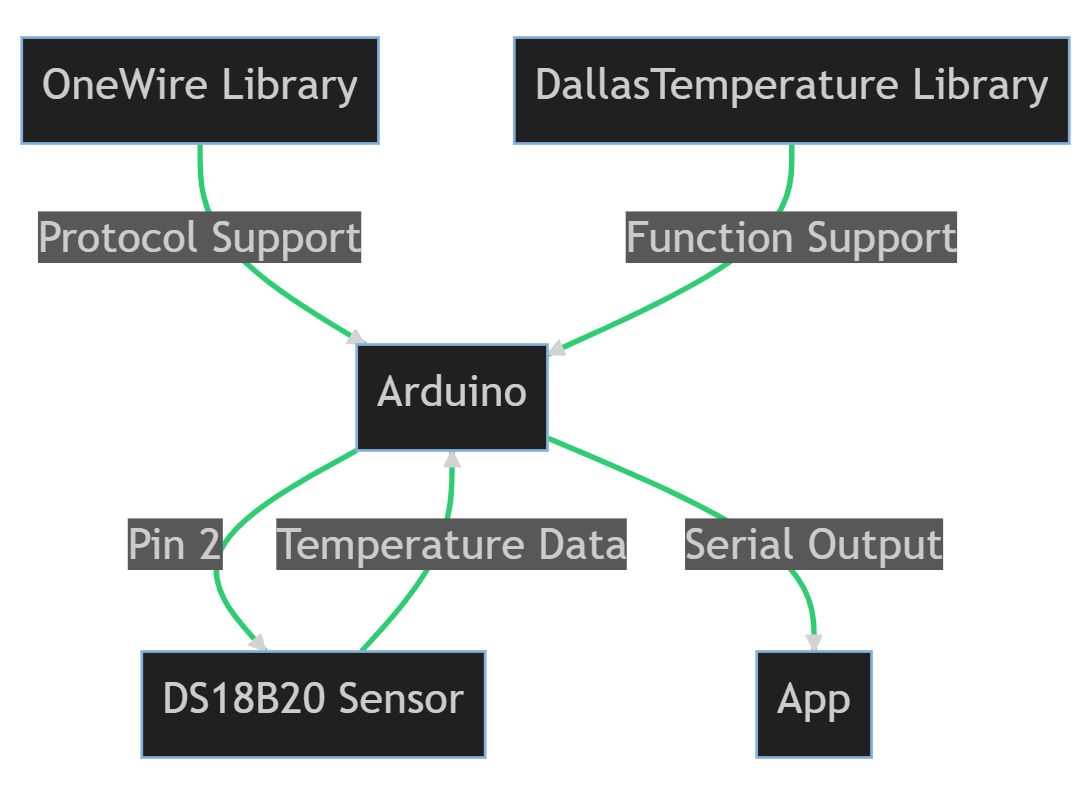 OneWire Library
DallasTemperature Library
Protocol Support
Function Support
Arduino
Pin 2
Temperature Data
Serial Output
DS18B20 Sensor
App